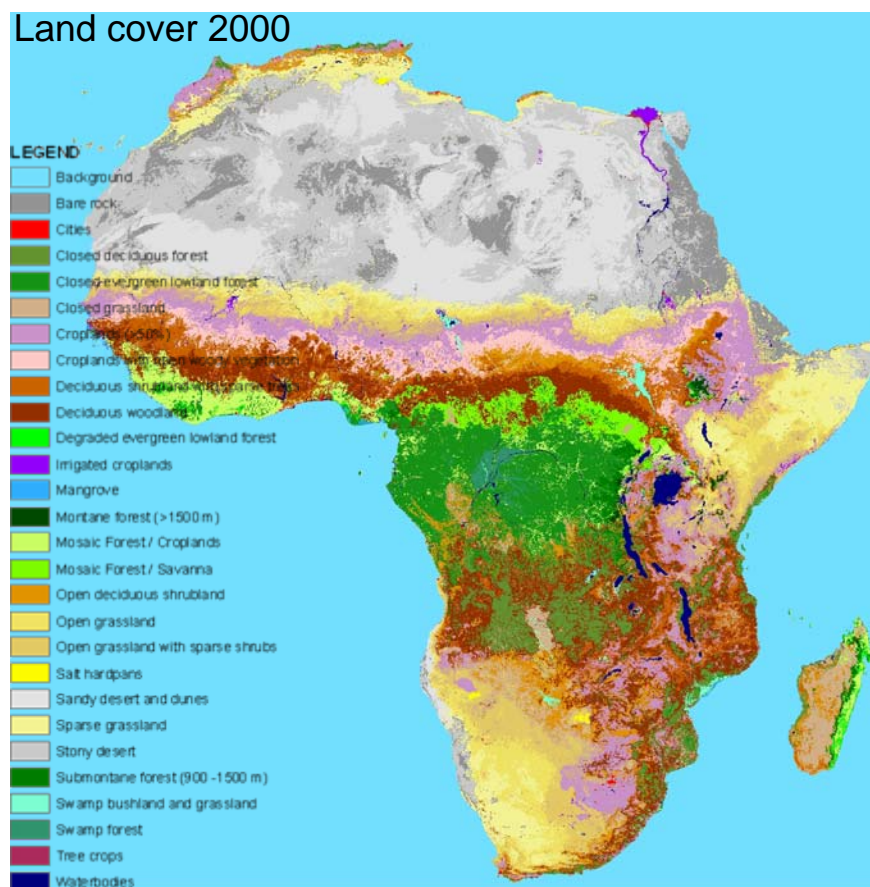 Land cover 2000
LEGEND
Background
Bare rock
Cities
Closed deciduous forest
Closed evergreen lowland forest
Closed grassland
Croplands (>50%)
Croplands with open woody vegetation
Deciduous shrubland with sparse trees
Deciduous woodland
Degraded evergreen lowland forest
Irrigated croplands
Mangrove
Montane forest (>1500 m)
Mosaic Forest / Croplands
Mosaic Forest / Savanna
Open deciduous shrubland
Open grassland
Open grassland with sparse shrubs
Salt hardpans
Sandy desert and dunes
Sparse grassland
Stony desert
Submontane forest (900 -1500 m)
Swamp bushland and grassland
Swamp forest
Tree crops
Waterbodies